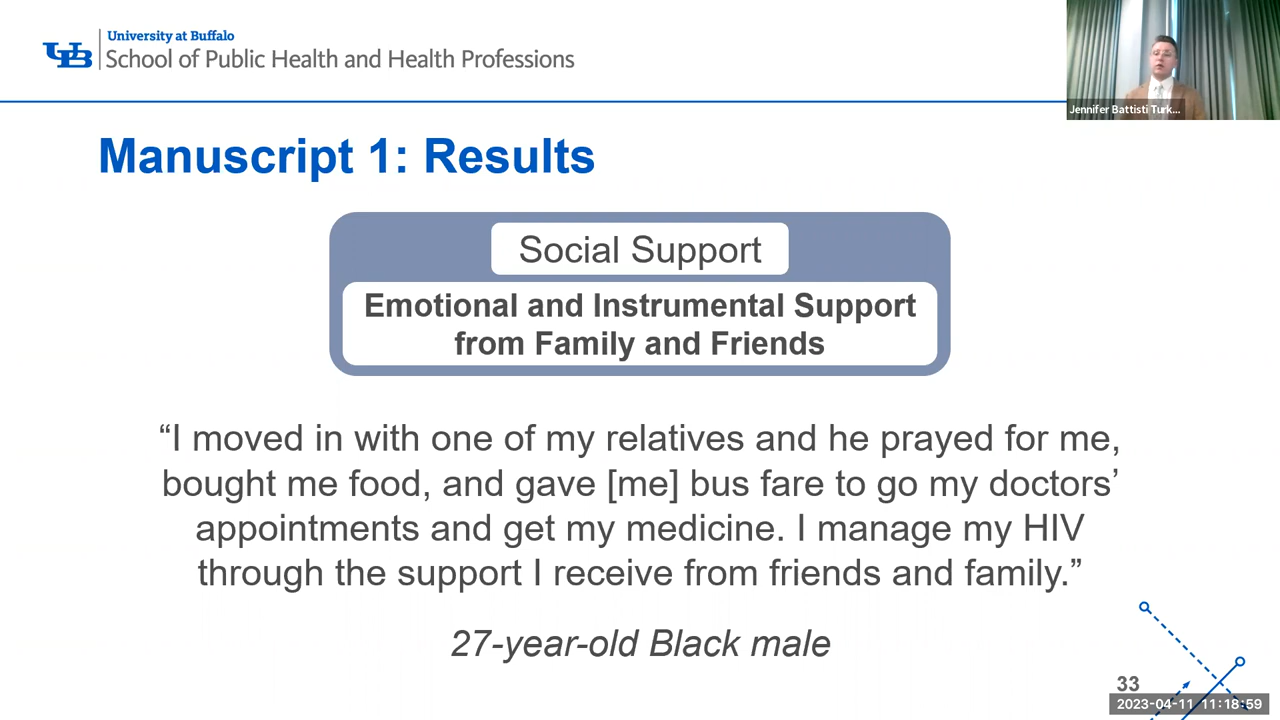 UB
University at Buffalo
School of Public Health and Health Professions
Jennifer Battisti Turk...
Manuscript 1: Results
Social Support
Emotional and Instrumental Support
from Family and Friends
“I moved in with one of my relatives and he prayed for me,
bought me food, and gave [me] bus fare to go my doctors’
appointments and get my medicine. I manage my HIV
through the support I receive from friends and family.”
27-year-old Black male
33
2023-04-11 11:18:59